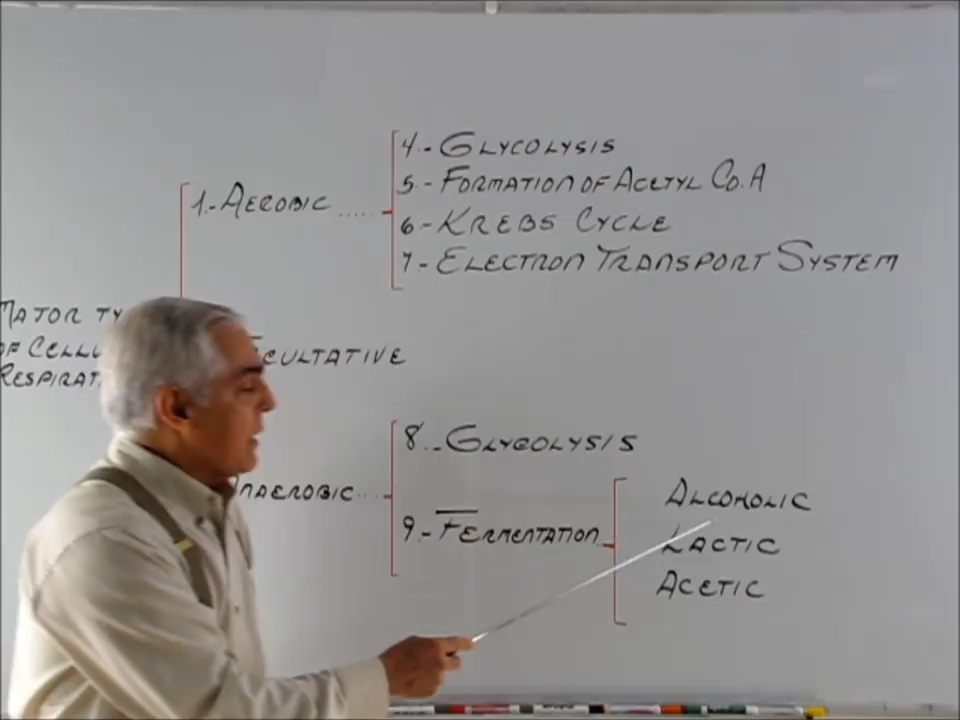 4.- GLYCOLYSIS
5.- FORMATION OF ACETYL CO.A
1.- AEROBIC .....
6.- KREBS CYCLE
7.- ELECTRON TRANSPORT SYSTEM
MAJOR TY
OF CELLU
RESPIRAT
CULTATIVE
8.- GLYCOLYSIS
NAEROBIC ...
9.- FERMENTATION
ALCOHOLIC
LACTIC
ACETIC